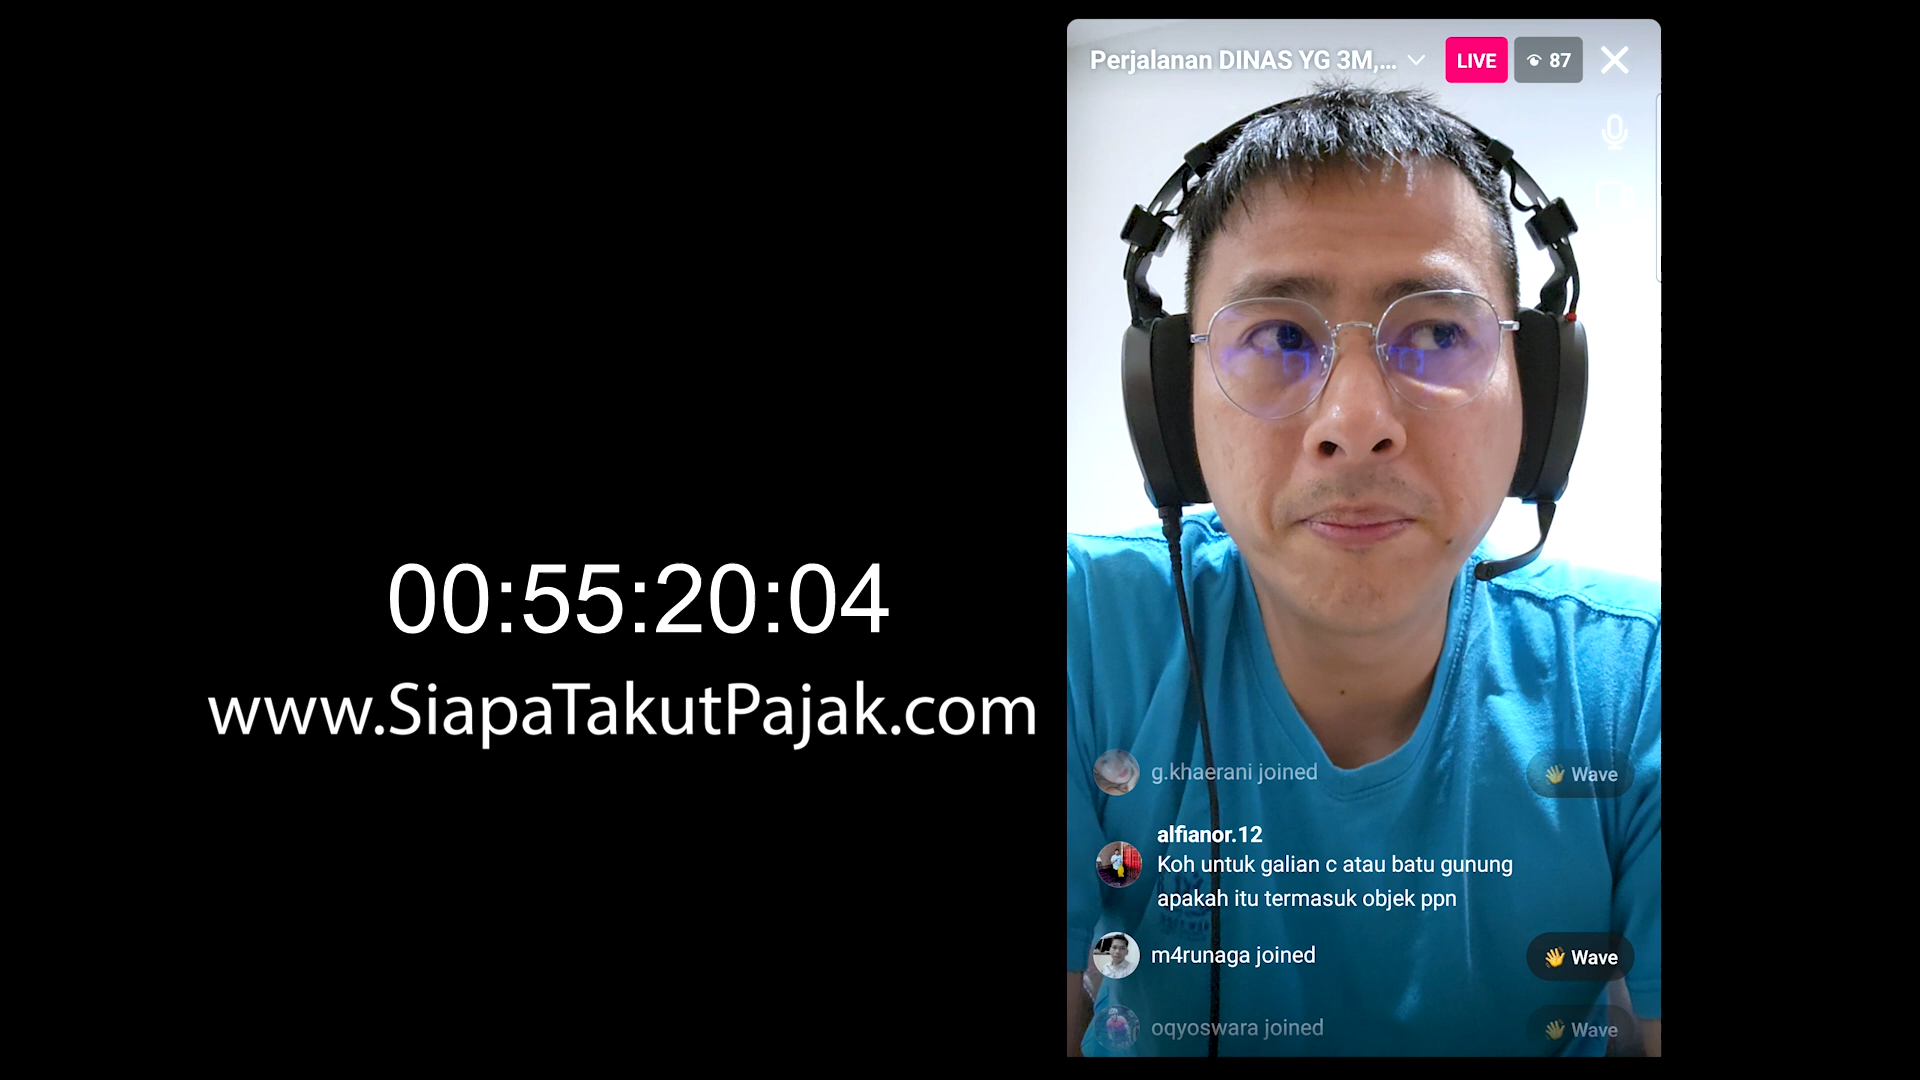 Perjalanan DINAS YG 3M,...
LIVE
87
00:55:20:04
www.SiapaTakutPajak.com
g.khaerani joined
Wave
alfianor.12
Koh untuk galian c atau batu gunung
apakah itu termasuk objek ppn
m4runaga joined
Wave
oqyoswara joined
Wave